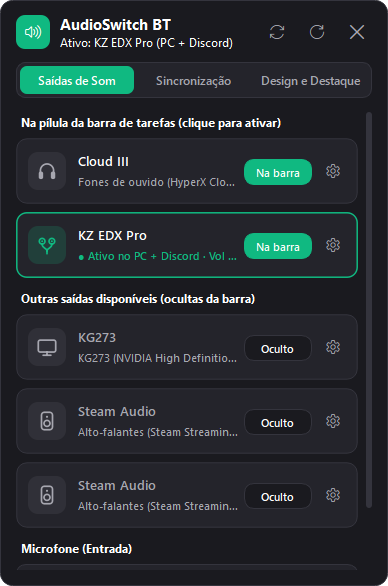 AudioSwitch BT
Ativo: KZ EDX Pro (PC + Discord)
Saídas de Som
Sincronização
Design e Destaque
Na pílula da barra de tarefas (clique para ativar)
Cloud III
Fones de ouvido (HyperX Clo...
Na barra
KZ EDX Pro
● Ativo no PC + Discord · Vol ...
Na barra
Outras saídas disponíveis (ocultas da barra)
KG273
KG273 (NVIDIA High Definitio...
Oculto
Steam Audio
Alto-falantes (Steam Streamin...
Oculto
Steam Audio
Alto-falantes (Steam Streamin...
Oculto
Microfone (Entrada)